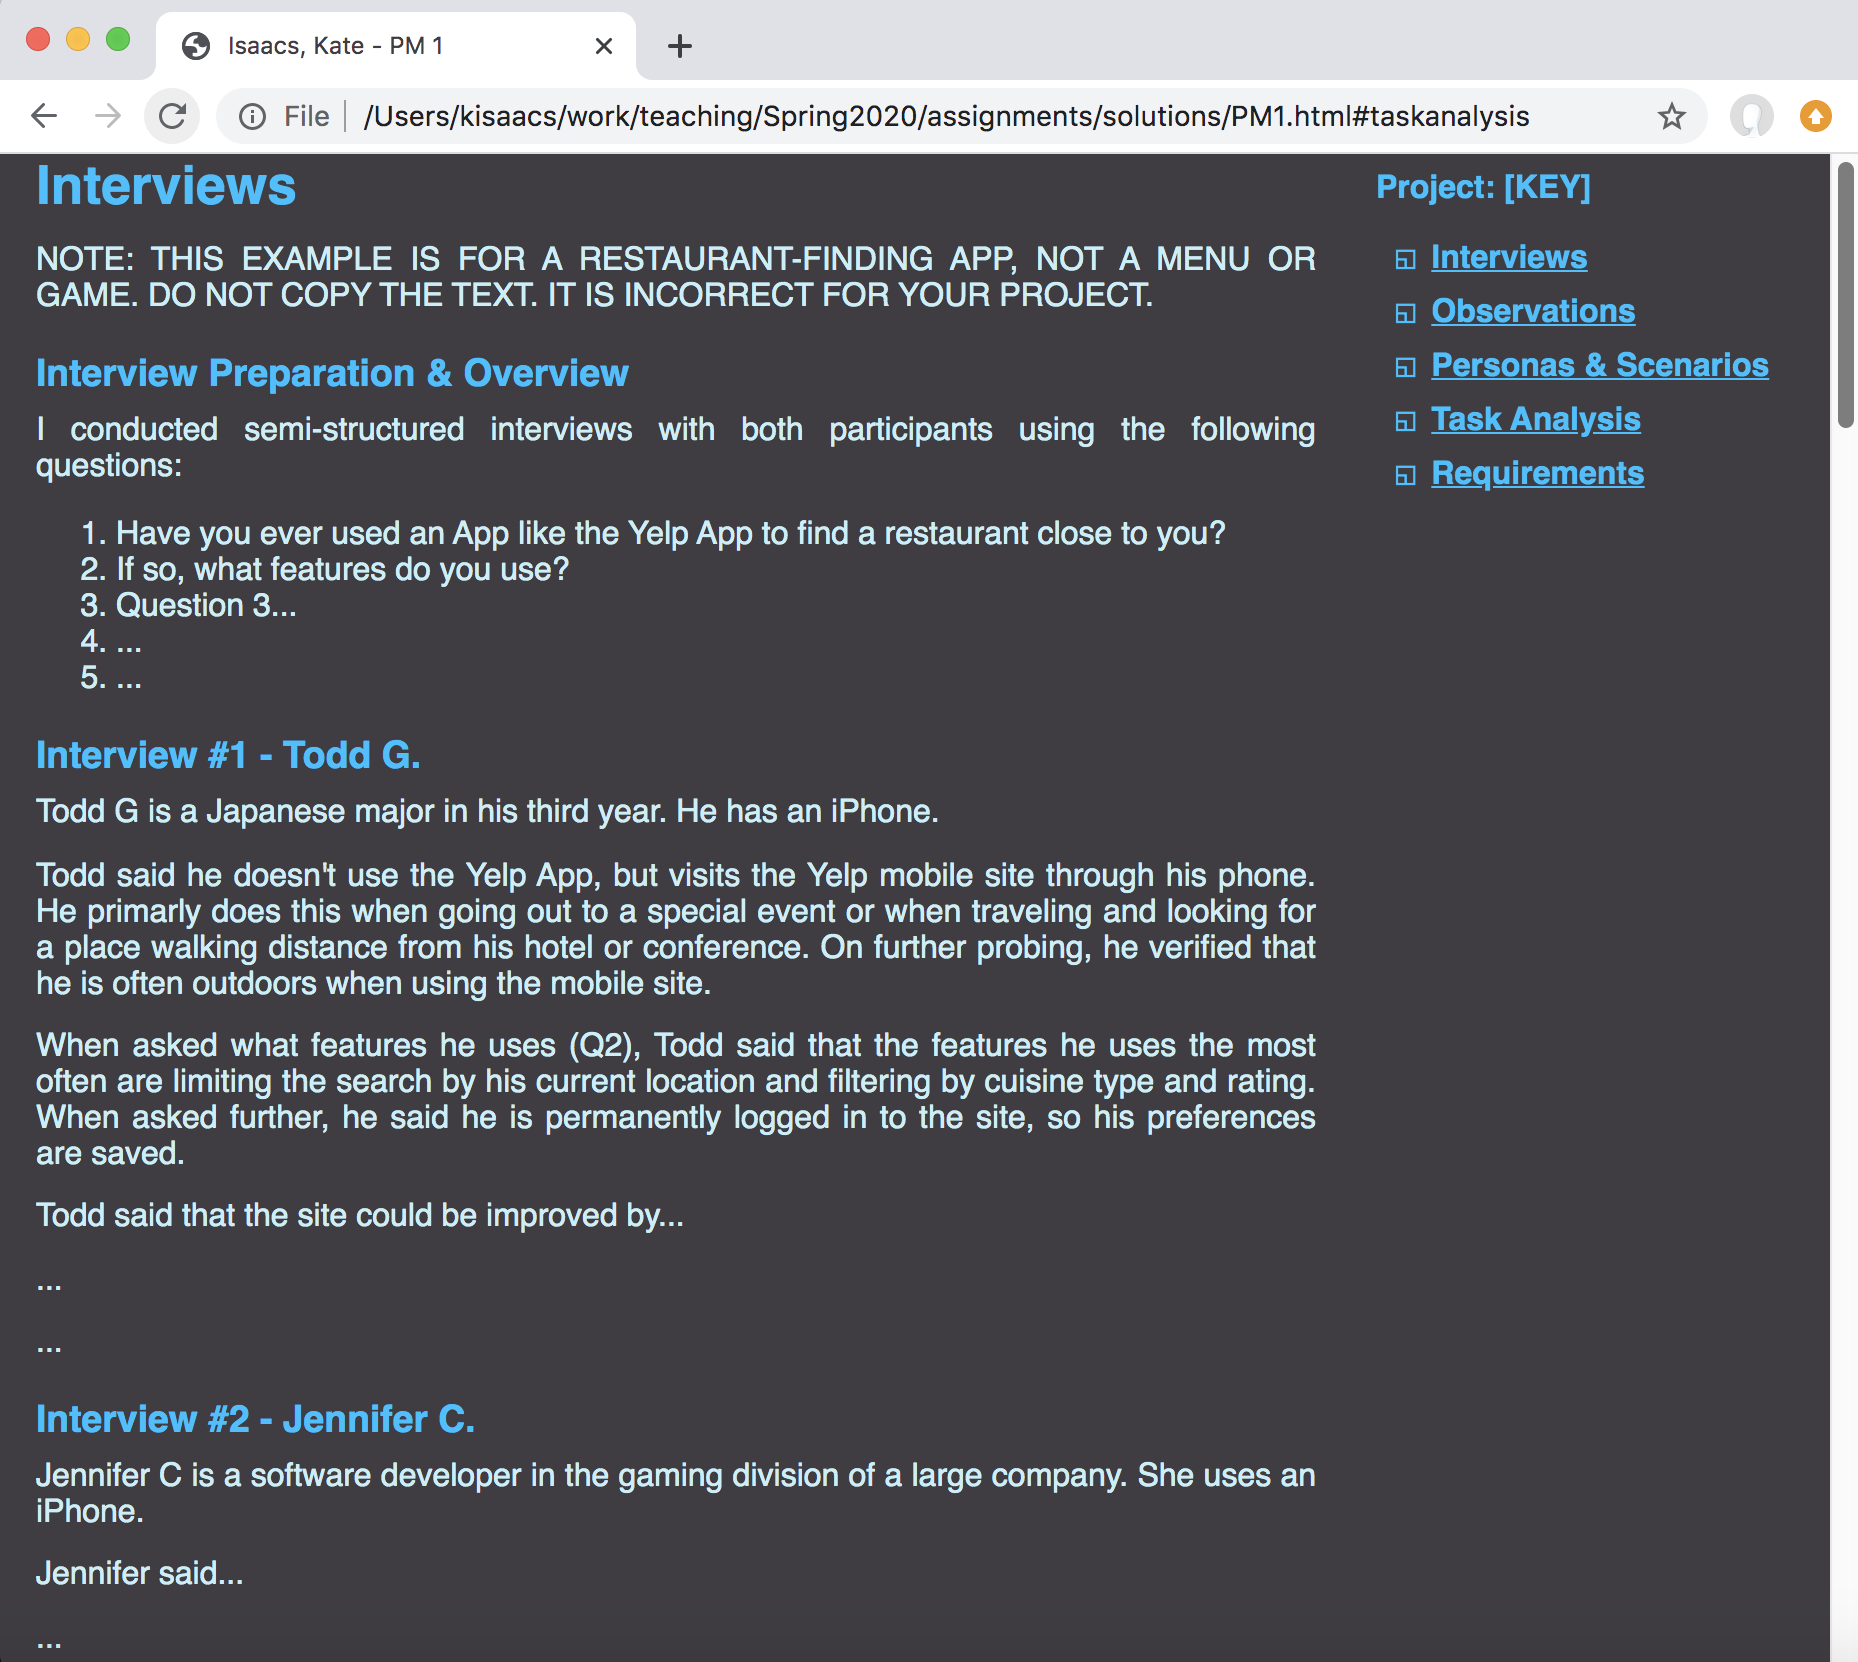 Isaacs, Kate - PM 1
File
/Users/kisaacs/work/teaching/Spring2020/assignments/solutions/PM1.html#taskanalysis
Interviews
NOTE: THIS EXAMPLE IS FOR A RESTAURANT-FINDING APP, NOT A MENU OR
GAME. DO NOT COPY THE TEXT. IT IS INCORRECT FOR YOUR PROJECT.
Interview Preparation & Overview
I conducted semi-structured interviews with both participants using the following
questions:
1. Have you ever used an App like the Yelp App to find a restaurant close to you?
2. If so, what features do you use?
3. Question 3...
4. ...
5. ...
Interview #1 - Todd G.
Todd G is a Japanese major in his third year. He has an iPhone.
Todd said he doesn't use the Yelp App, but visits the Yelp mobile site through his phone.
He primarly does this when going out to a special event or when traveling and looking for
a place walking distance from his hotel or conference. On further probing, he verified that
he is often outdoors when using the mobile site.
When asked what features he uses (Q2), Todd said that the features he uses the most
often are limiting the search by his current location and filtering by cuisine type and rating.
When asked further, he said he is permanently logged in to the site, so his preferences
are saved.
Todd said that the site could be improved by...
...
...
Interview #2 - Jennifer C.
Jennifer C is a software developer in the gaming division of a large company. She uses an
iPhone.
Jennifer said...
...
Project: [KEY]
Interviews
Observations
Personas & Scenarios
Task Analysis
Requirements